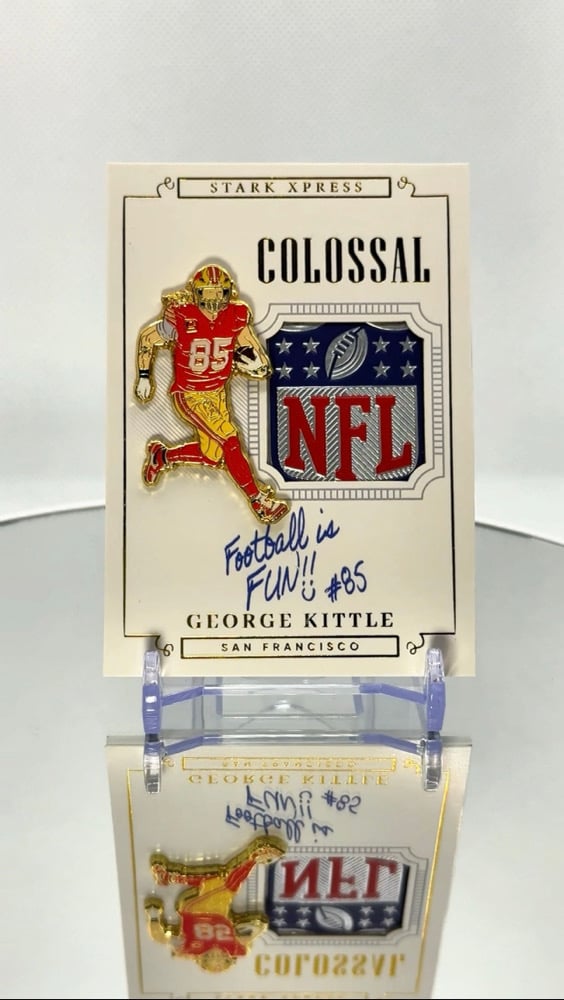 STARK XPRESS
COLOSSAL
85
NFL
Football is
FUN!! #85
GEORGE KITTLE
SAN FRANCISCO